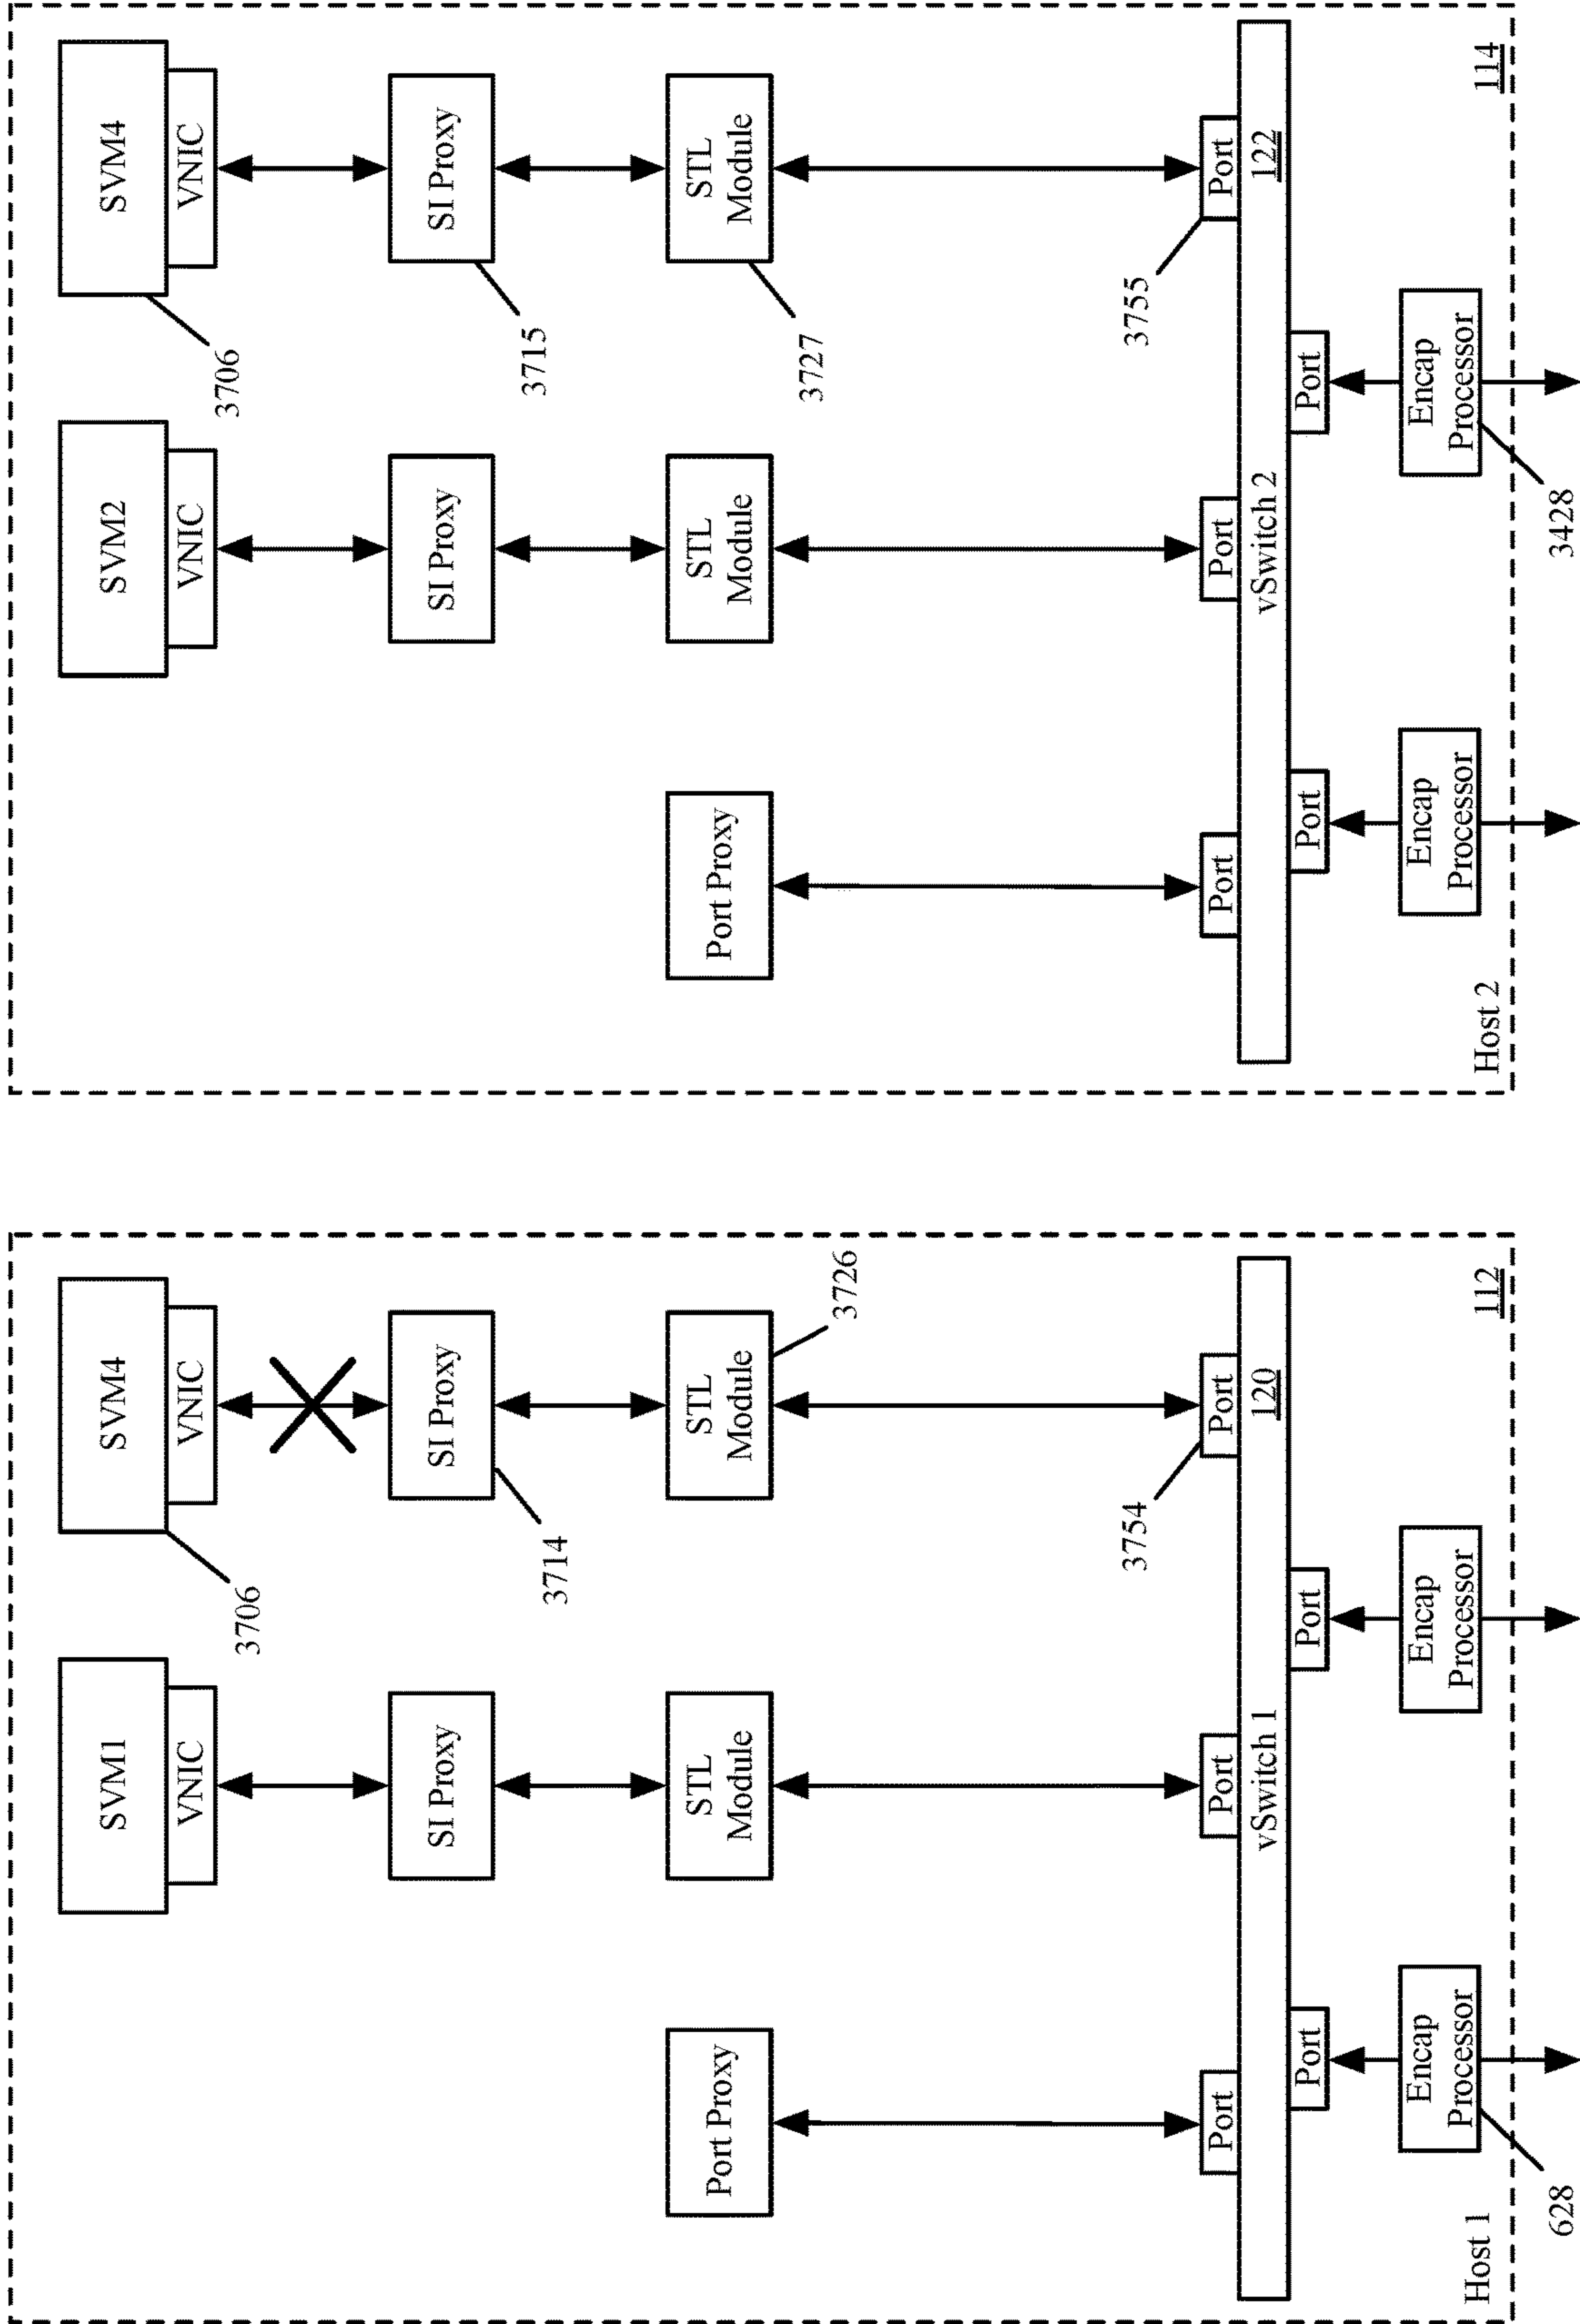 SVM1
VNIC
SVM4
VNIC
3706
SI Proxy
SI Proxy
3714
Port Proxy
STL
Module
STL
Module
3726
3754
Port
Port
Port
vSwitch 1
120
Port
Port
Encap
Processor
Encap
Processor
Host 1
112
628
SVM2
VNIC
SVM4
VNIC
3706
SI Proxy
SI Proxy
3715
Port Proxy
STL
Module
STL
Module
3727
3755
Port
Port
Port
vSwitch 2
122
Port
Port
Encap
Processor
Encap
Processor
Host 2
114
3428